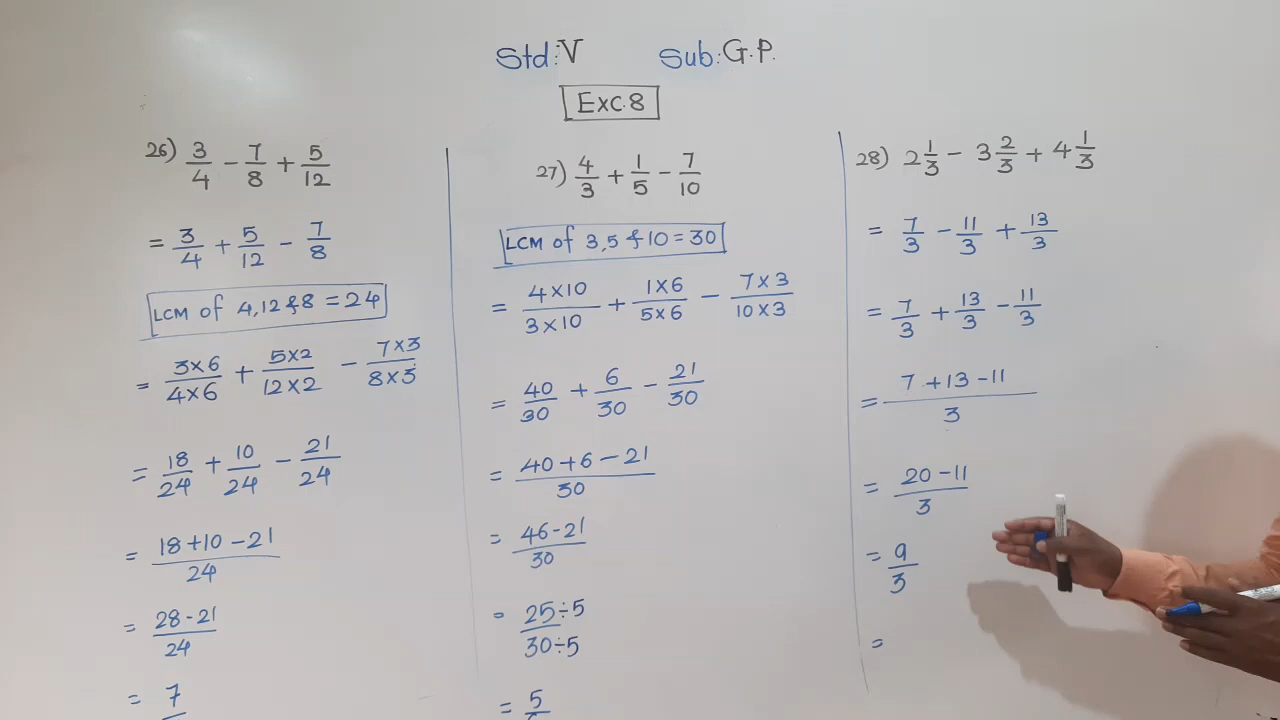 Std: V Sub: G.P.
Exc.8
26) 3/4 - 7/8 + 5/12
= 3/4 + 5/12 - 7/8
LCM of 4,12 & 8 = 24
= 3×6/4×6 + 5×2/12×2 - 7×3/8×3
= 18/24 + 10/24 - 21/24
= 18+10-21/24
= 28-21/24
= 7
27) 4/3 + 1/5 - 7/10
LCM of 3,5 & 10 = 30
= 4×10/3×10 + 1×6/5×6 - 7×3/10×3
= 40/30 + 6/30 - 21/30
= 40+6-21/30
= 46-21/30
= 25÷5/30÷5
= 5
28) 2 1/3 - 3 2/3 + 4 1/3
= 7/3 - 11/3 + 13/3
= 7/3 + 13/3 - 11/3
= 7+13-11/3
= 20-11/3
= 9/3
=